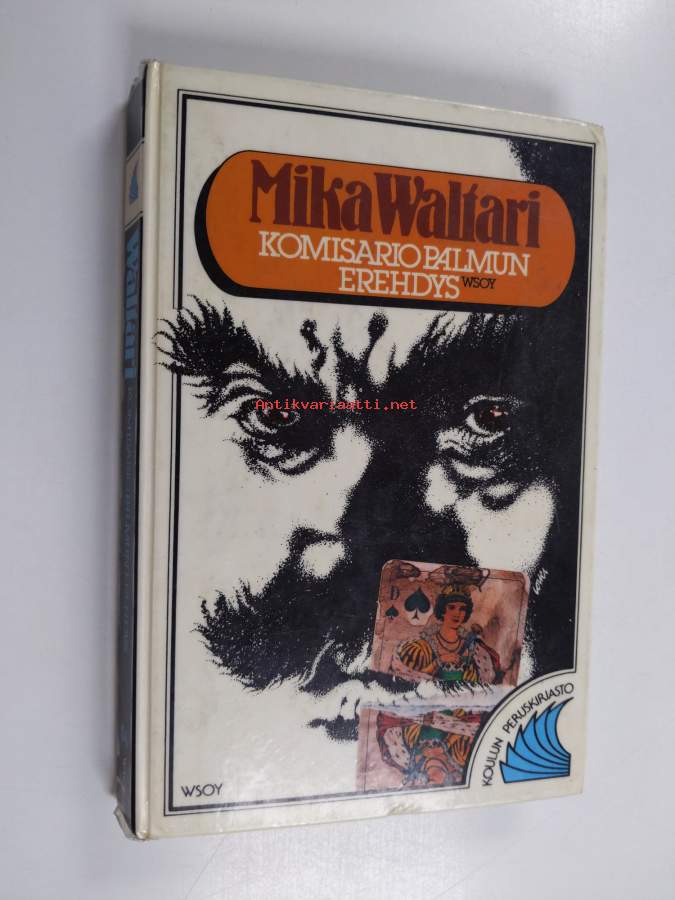 Mika Waltari
KOMISARIO PALMUN
EREHDYS WSOY
Antikvariaatti.net
D
KOULUN PERUSKIRJASTO
WSOY
Waltari